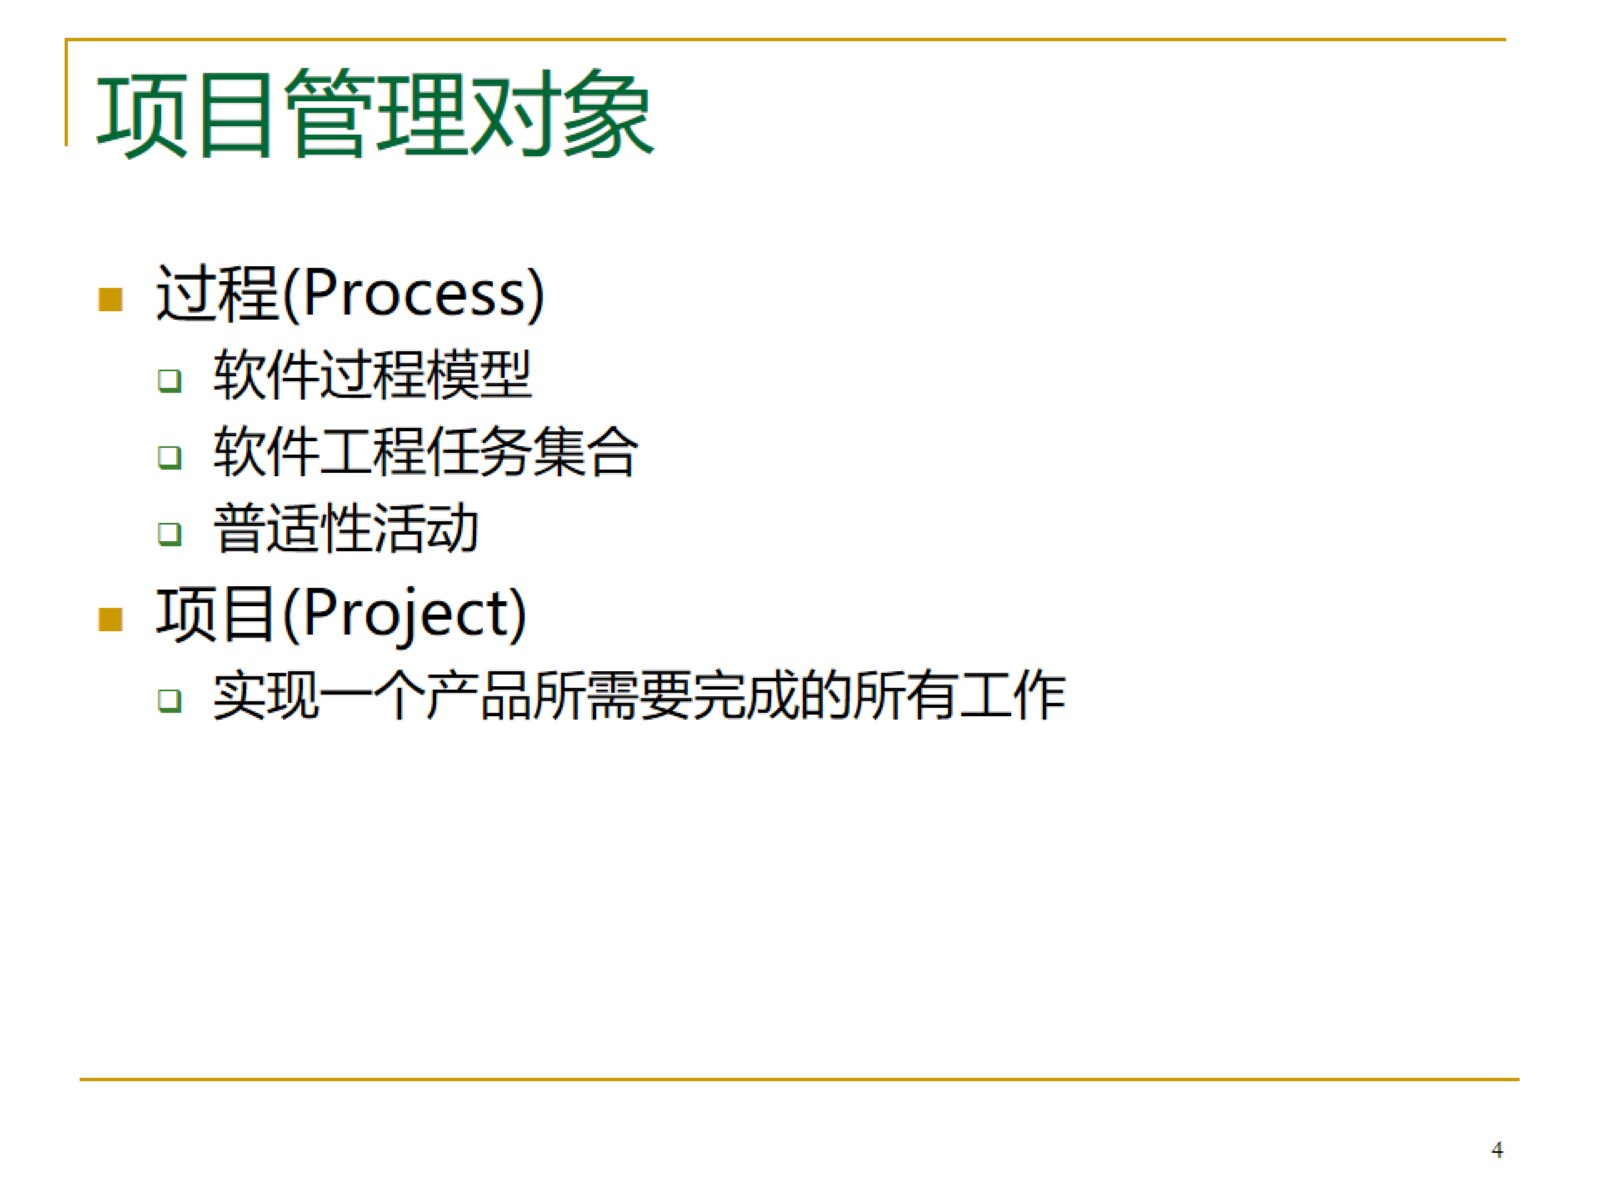 项目管理对象
过程(Process)
软件过程模型
软件工程任务集合
普适性活动
项目(Project)
实现一个产品所需要完成的所有工作
4